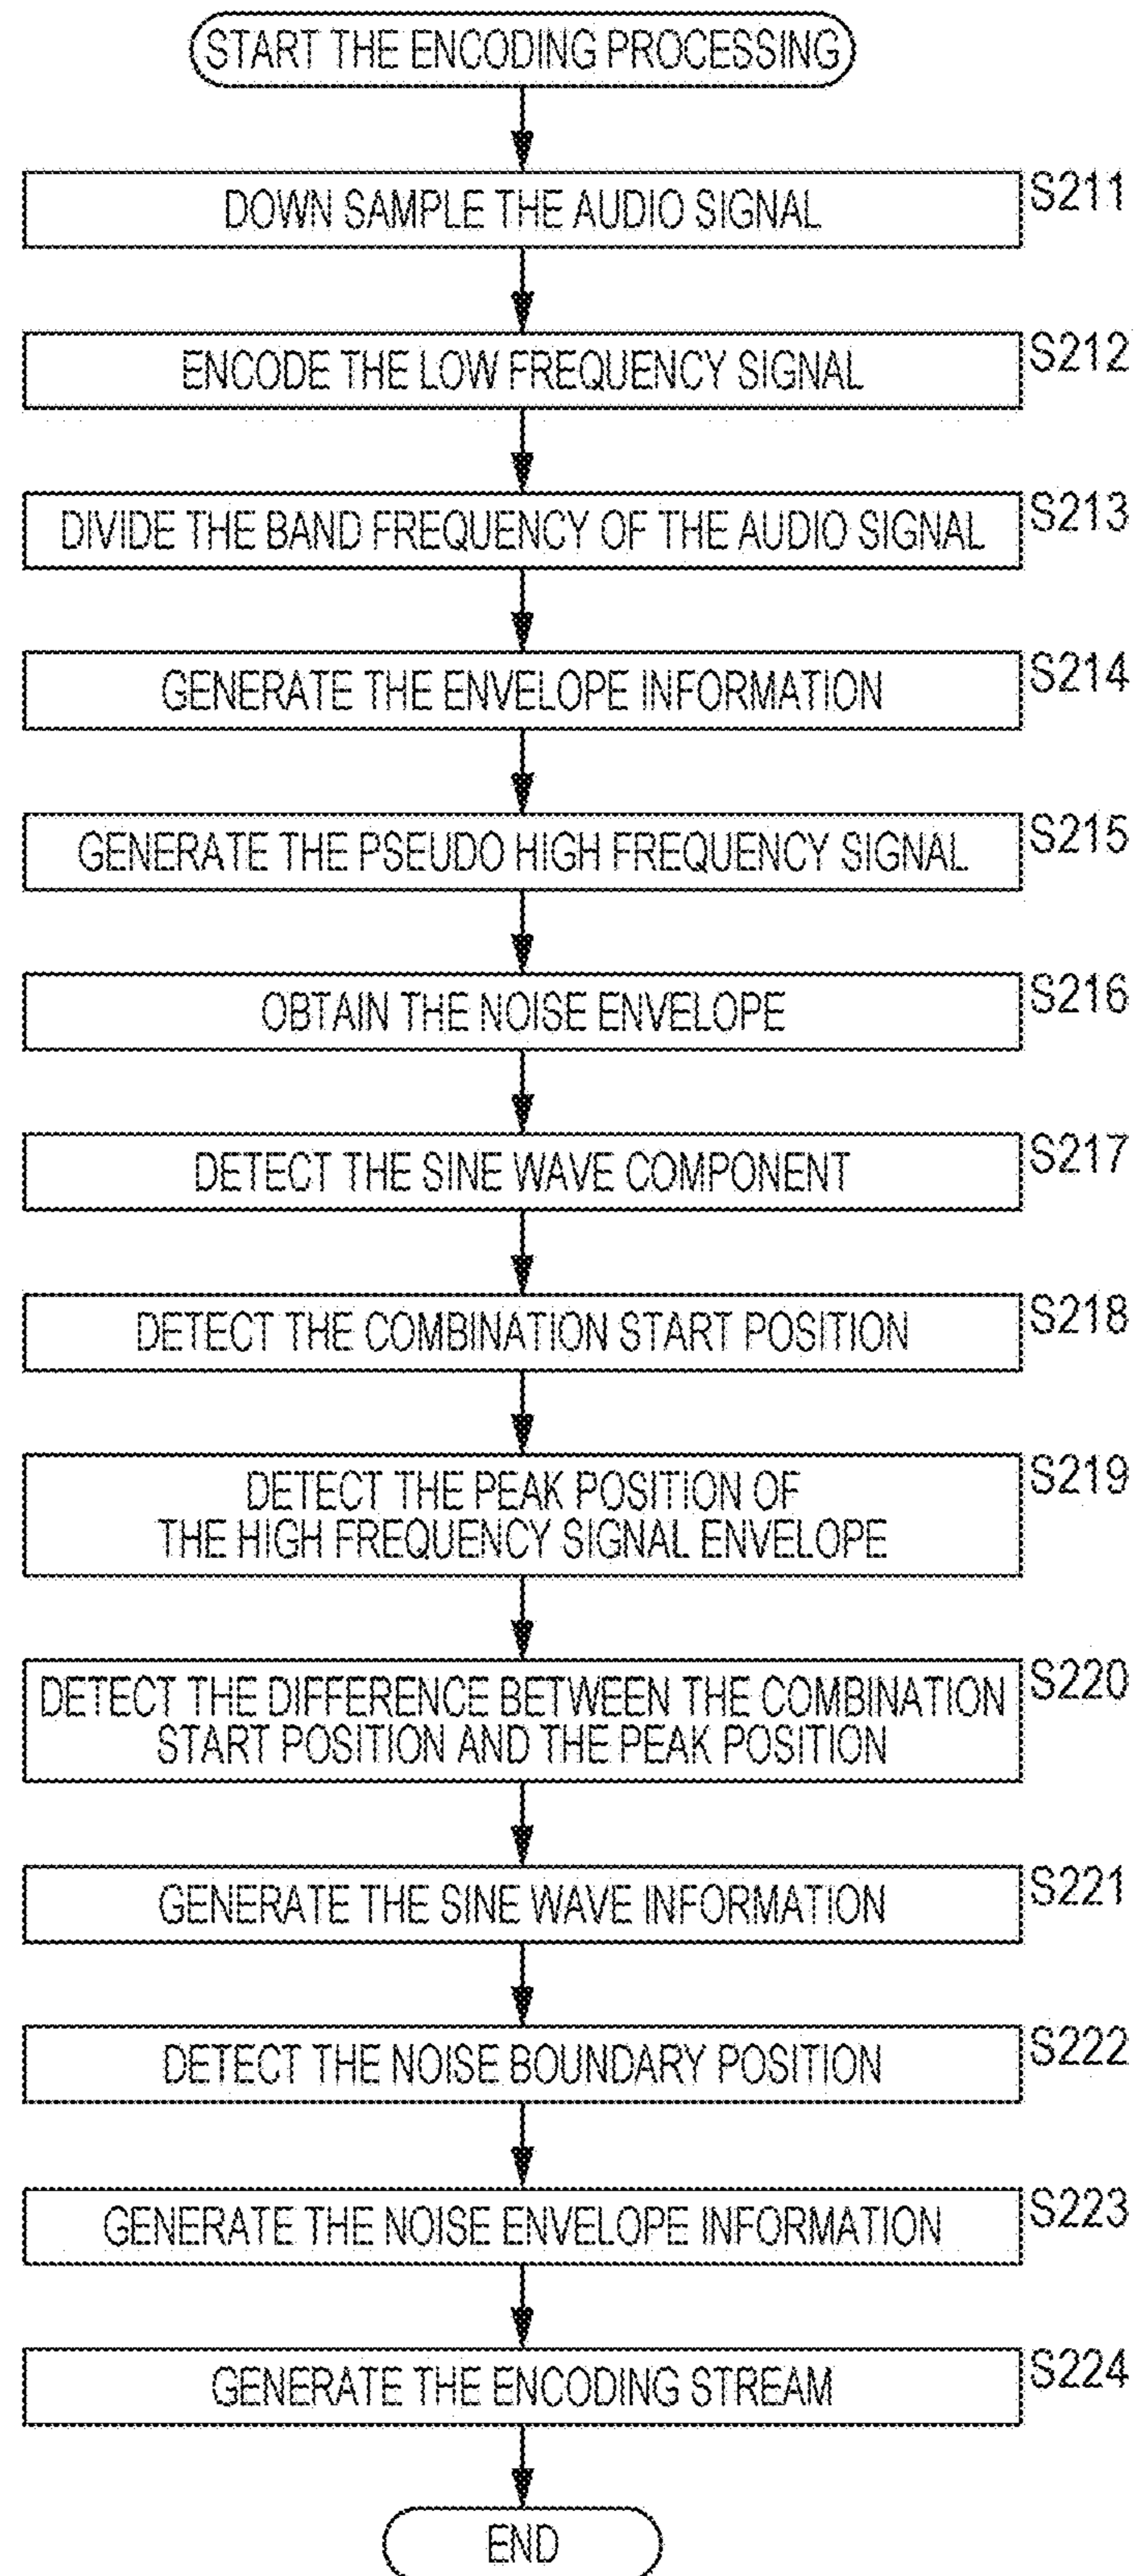 START THE ENCODING PROCESSING
DOWN SAMPLE THE AUDIO SIGNAL
S211
ENCODE THE LOW FREQUENCY SIGNAL
S212
DIVIDE THE BAND FREQUENCY OF THE AUDIO SIGNAL
S213
GENERATE THE ENVELOPE INFORMATION
S214
GENERATE THE PSEUDO HIGH FREQUENCY SIGNAL
S215
OBTAIN THE NOISE ENVELOPE
S216
DETECT THE SINE WAVE COMPONENT
S217
DETECT THE COMBINATION START POSITION
S218
DETECT THE PEAK POSITION OF
THE HIGH FREQUENCY SIGNAL ENVELOPE
S219
DETECT THE DIFFERENCE BETWEEN THE COMBINATION
START POSITION AND THE PEAK POSITION
S220
GENERATE THE SINE WAVE INFORMATION
S221
DETECT THE NOISE BOUNDARY POSITION
S222
GENERATE THE NOISE ENVELOPE INFORMATION
S223
GENERATE THE ENCODING STREAM
S224
END